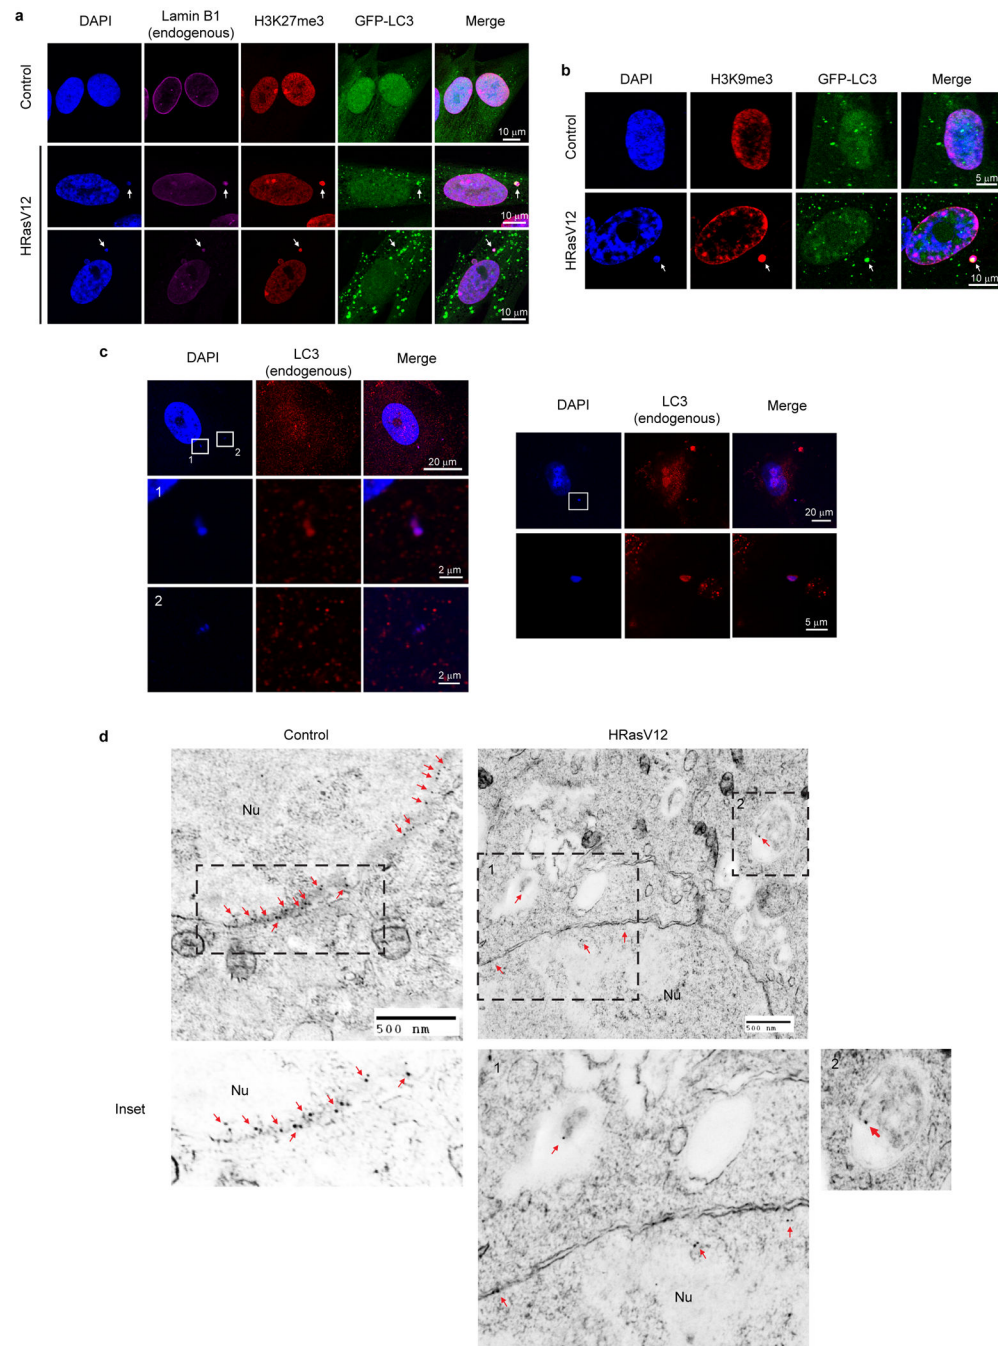 a
DAPI
Lamin B1
(endogenous)
H3K27me3
GFP-LC3
Merge
Control
10 μm
HRasV12
10 μm
10 μm
b
DAPI
H3K9me3
GFP-LC3
Merge
Control
5 μm
HRasV12
10 μm
c
DAPI
LC3
(endogenous)
Merge
1
2
20 μm
1
2 μm
2
2 μm
DAPI
LC3
(endogenous)
Merge
20 μm
5 μm
d
Control
HRasV12
Nu
500 nm
2
1
Nu
500 nm
Inset
Nu
1
Nu
2